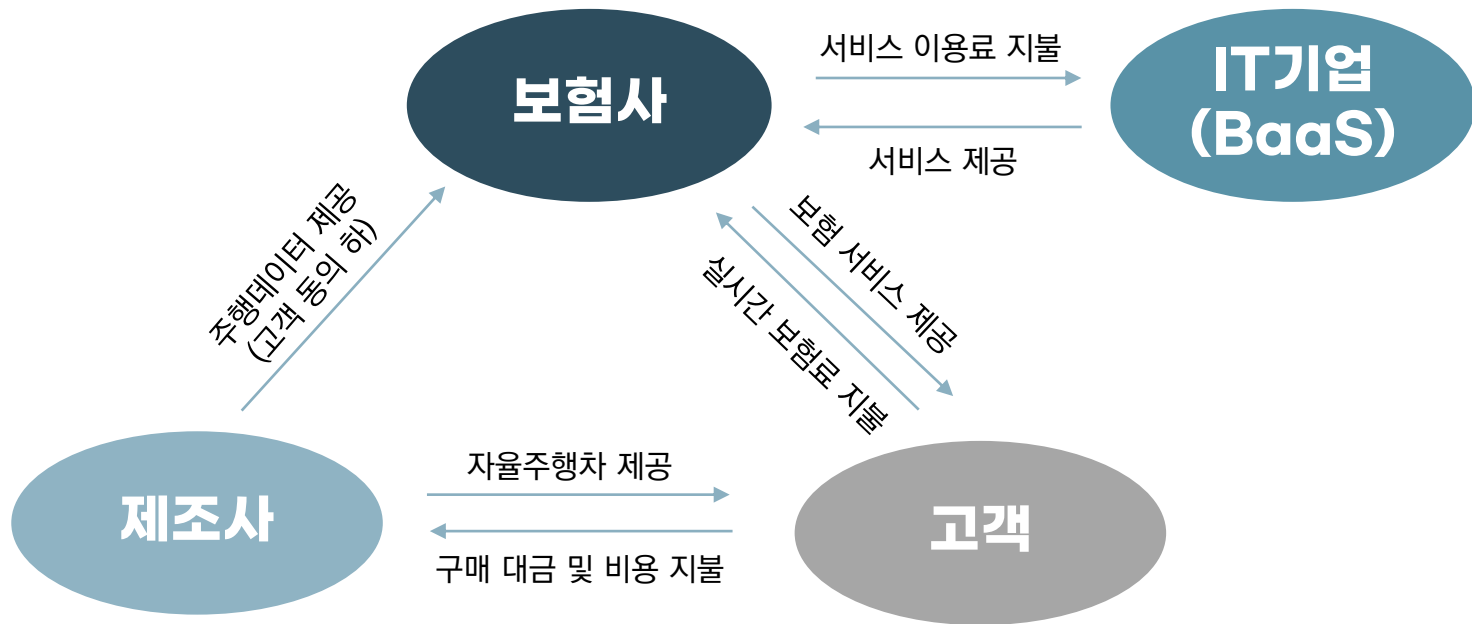 보험사
서비스 이용료 지불
서비스 제공
IT기업
(BaaS)
주행데이터 제공
(고객 동의 하)
보험 서비스 제공
실시간 보험료 지불
제조사
자율주행차 제공
구매 대금 및 비용 지불
고객